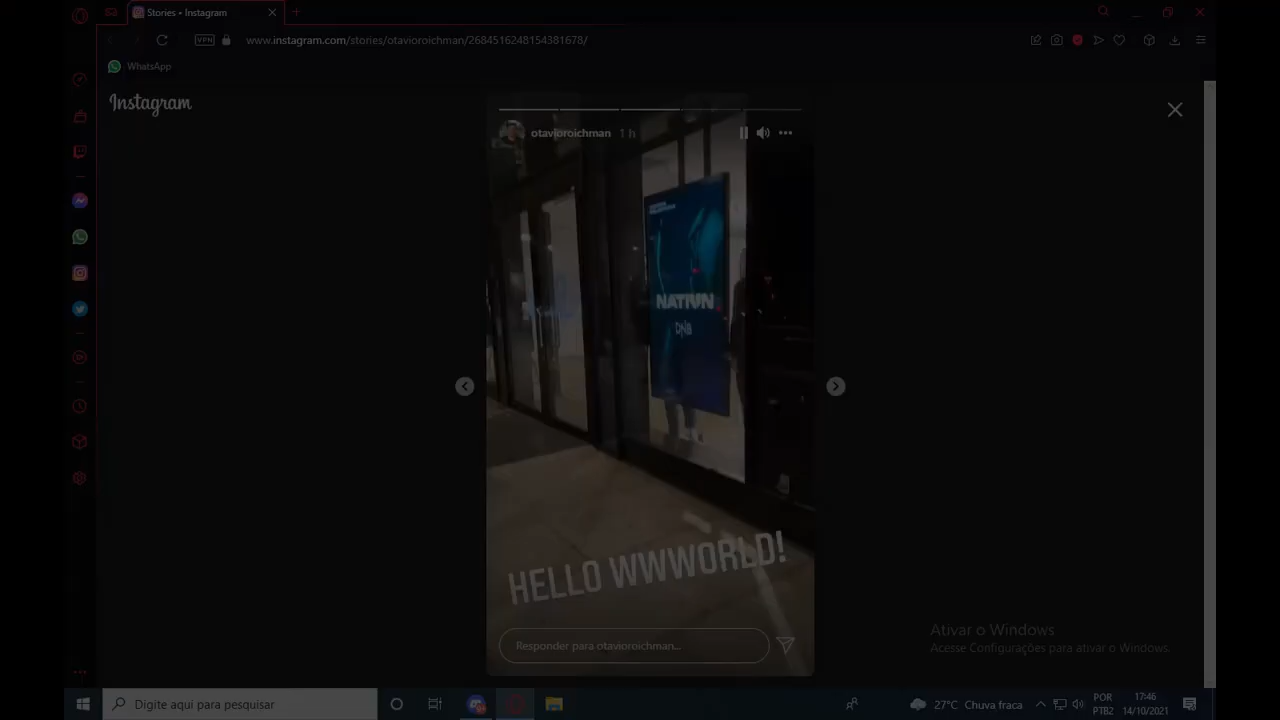 Stories • Instagram
VPN
www.instagram.com/stories/otavioroichman/2684516248154381678/
WhatsApp
Instagram
otavioroichman 1 h
NATIVN
DNB
HELLO WWWORLD!
Responder para otavioroichman...
Ativar o Windows
Acesse Configurações para ativar o Windows.
Digite aqui para pesquisar
27°C Chuva fraca
POR
PTB2
17:46
14/10/2021